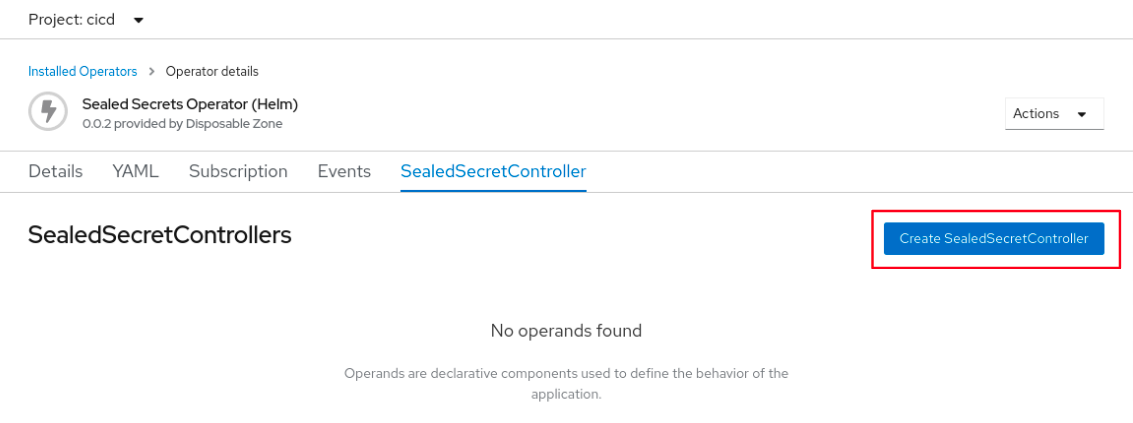 Project: cicd
Installed Operators > Operator details
Sealed Secrets Operator (Helm)
0.0.2 provided by Disposable Zone
Actions
Details YAML Subscription Events SealedSecretController
SealedSecretControllers
Create SealedSecretController
No operands found
Operands are declarative components used to define the behavior of the
application.